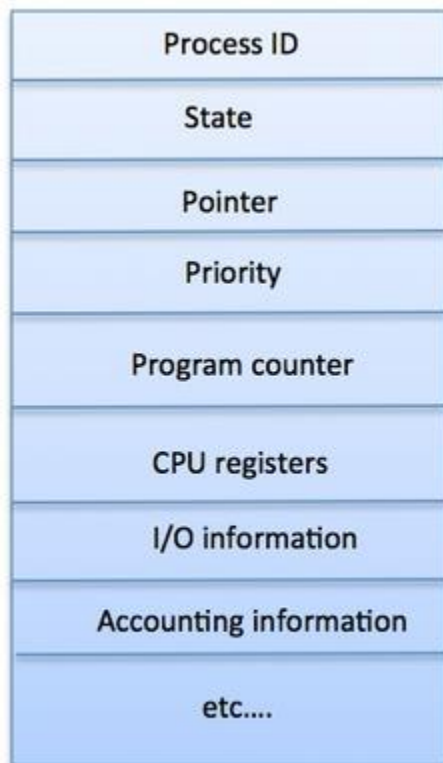 Process ID
State
Pointer
Priority
Program counter
CPU registers
I/O information
Accounting information
etc....